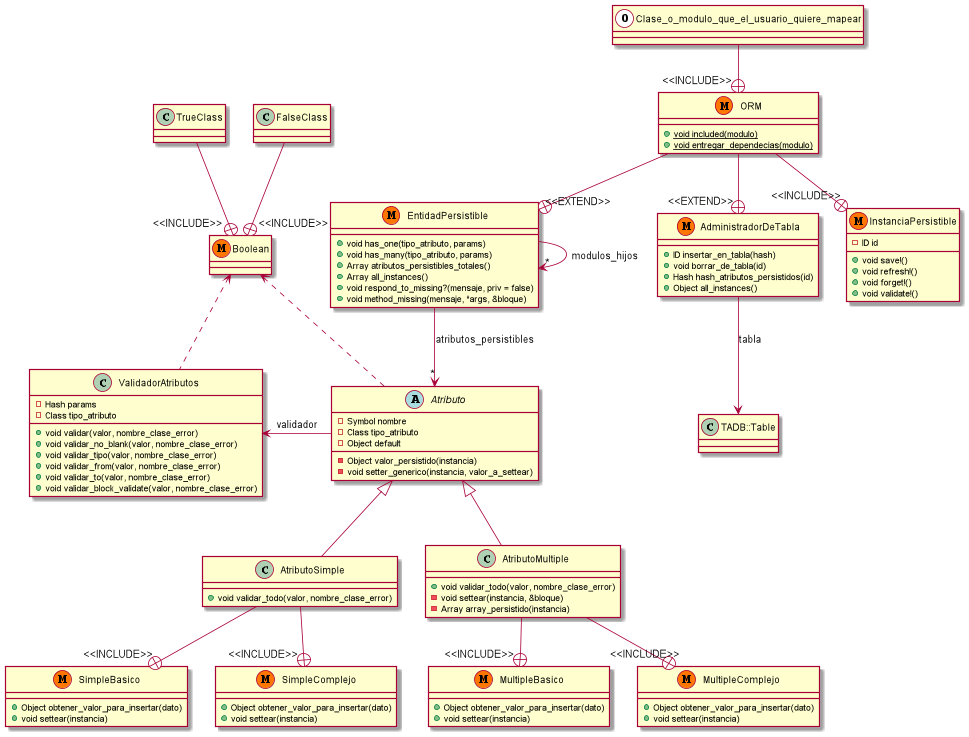 O Clase_o_modulo_que_el_usuario_quiere_mapear
<<INCLUDE>>
M ORM
void included(modulo)
void entregar_dependecias(modulo)
C TrueClass
C FalseClass
<<INCLUDE>>
<<INCLUDE>>
M Boolean
<<EXTEND>>
<<EXTEND>>
<<INCLUDE>>
M EntidadPersistible
void has_one(tipo_atributo, params)
void has_many(tipo_atributo, params)
Array atributos_persistibles_totales()
Array all_instances()
void respond_to_missing?(mensaje, priv = false)
void method_missing(mensaje, *args, &bloque)
modulos_hijos
*
M AdministradorDeTabla
ID insertar_en_tabla(hash)
void borrar_de_tabla(id)
Hash hash_atributos_persistidos(id)
Object all_instances()
M InstanciaPersistible
ID id
void save!()
void refresh!()
void forget!()
void validate!()
atributos_persistibles
*
tabla
C ValidadorAtributos
Hash params
Class tipo_atributo
void validar(valor, nombre_clase_error)
void validar_no_blank(valor, nombre_clase_error)
void validar_tipo(valor, nombre_clase_error)
void validar_from(valor, nombre_clase_error)
void validar_to(valor, nombre_clase_error)
void validar_block_validate(valor, nombre_clase_error)
validador
A Atributo
Symbol nombre
Class tipo_atributo
Object default
Object valor_persistido(instancia)
void setter_generico(instancia, valor_a_settear)
C TADB::Table
C AtributoSimple
void validar_todo(valor, nombre_clase_error)
C AtributoMultiple
void validar_todo(valor, nombre_clase_error)
void settear(instancia, &bloque)
Array array_persistido(instancia)
<<INCLUDE>>
<<INCLUDE>>
<<INCLUDE>>
<<INCLUDE>>
M SimpleBasico
Object obtener_valor_para_insertar(dato)
void settear(instancia)
M SimpleComplejo
Object obtener_valor_para_insertar(dato)
void settear(instancia)
M MultipleBasico
Object obtener_valor_para_insertar(dato)
void settear(instancia)
M MultipleComplejo
Object obtener_valor_para_insertar(dato)
void settear(instancia)